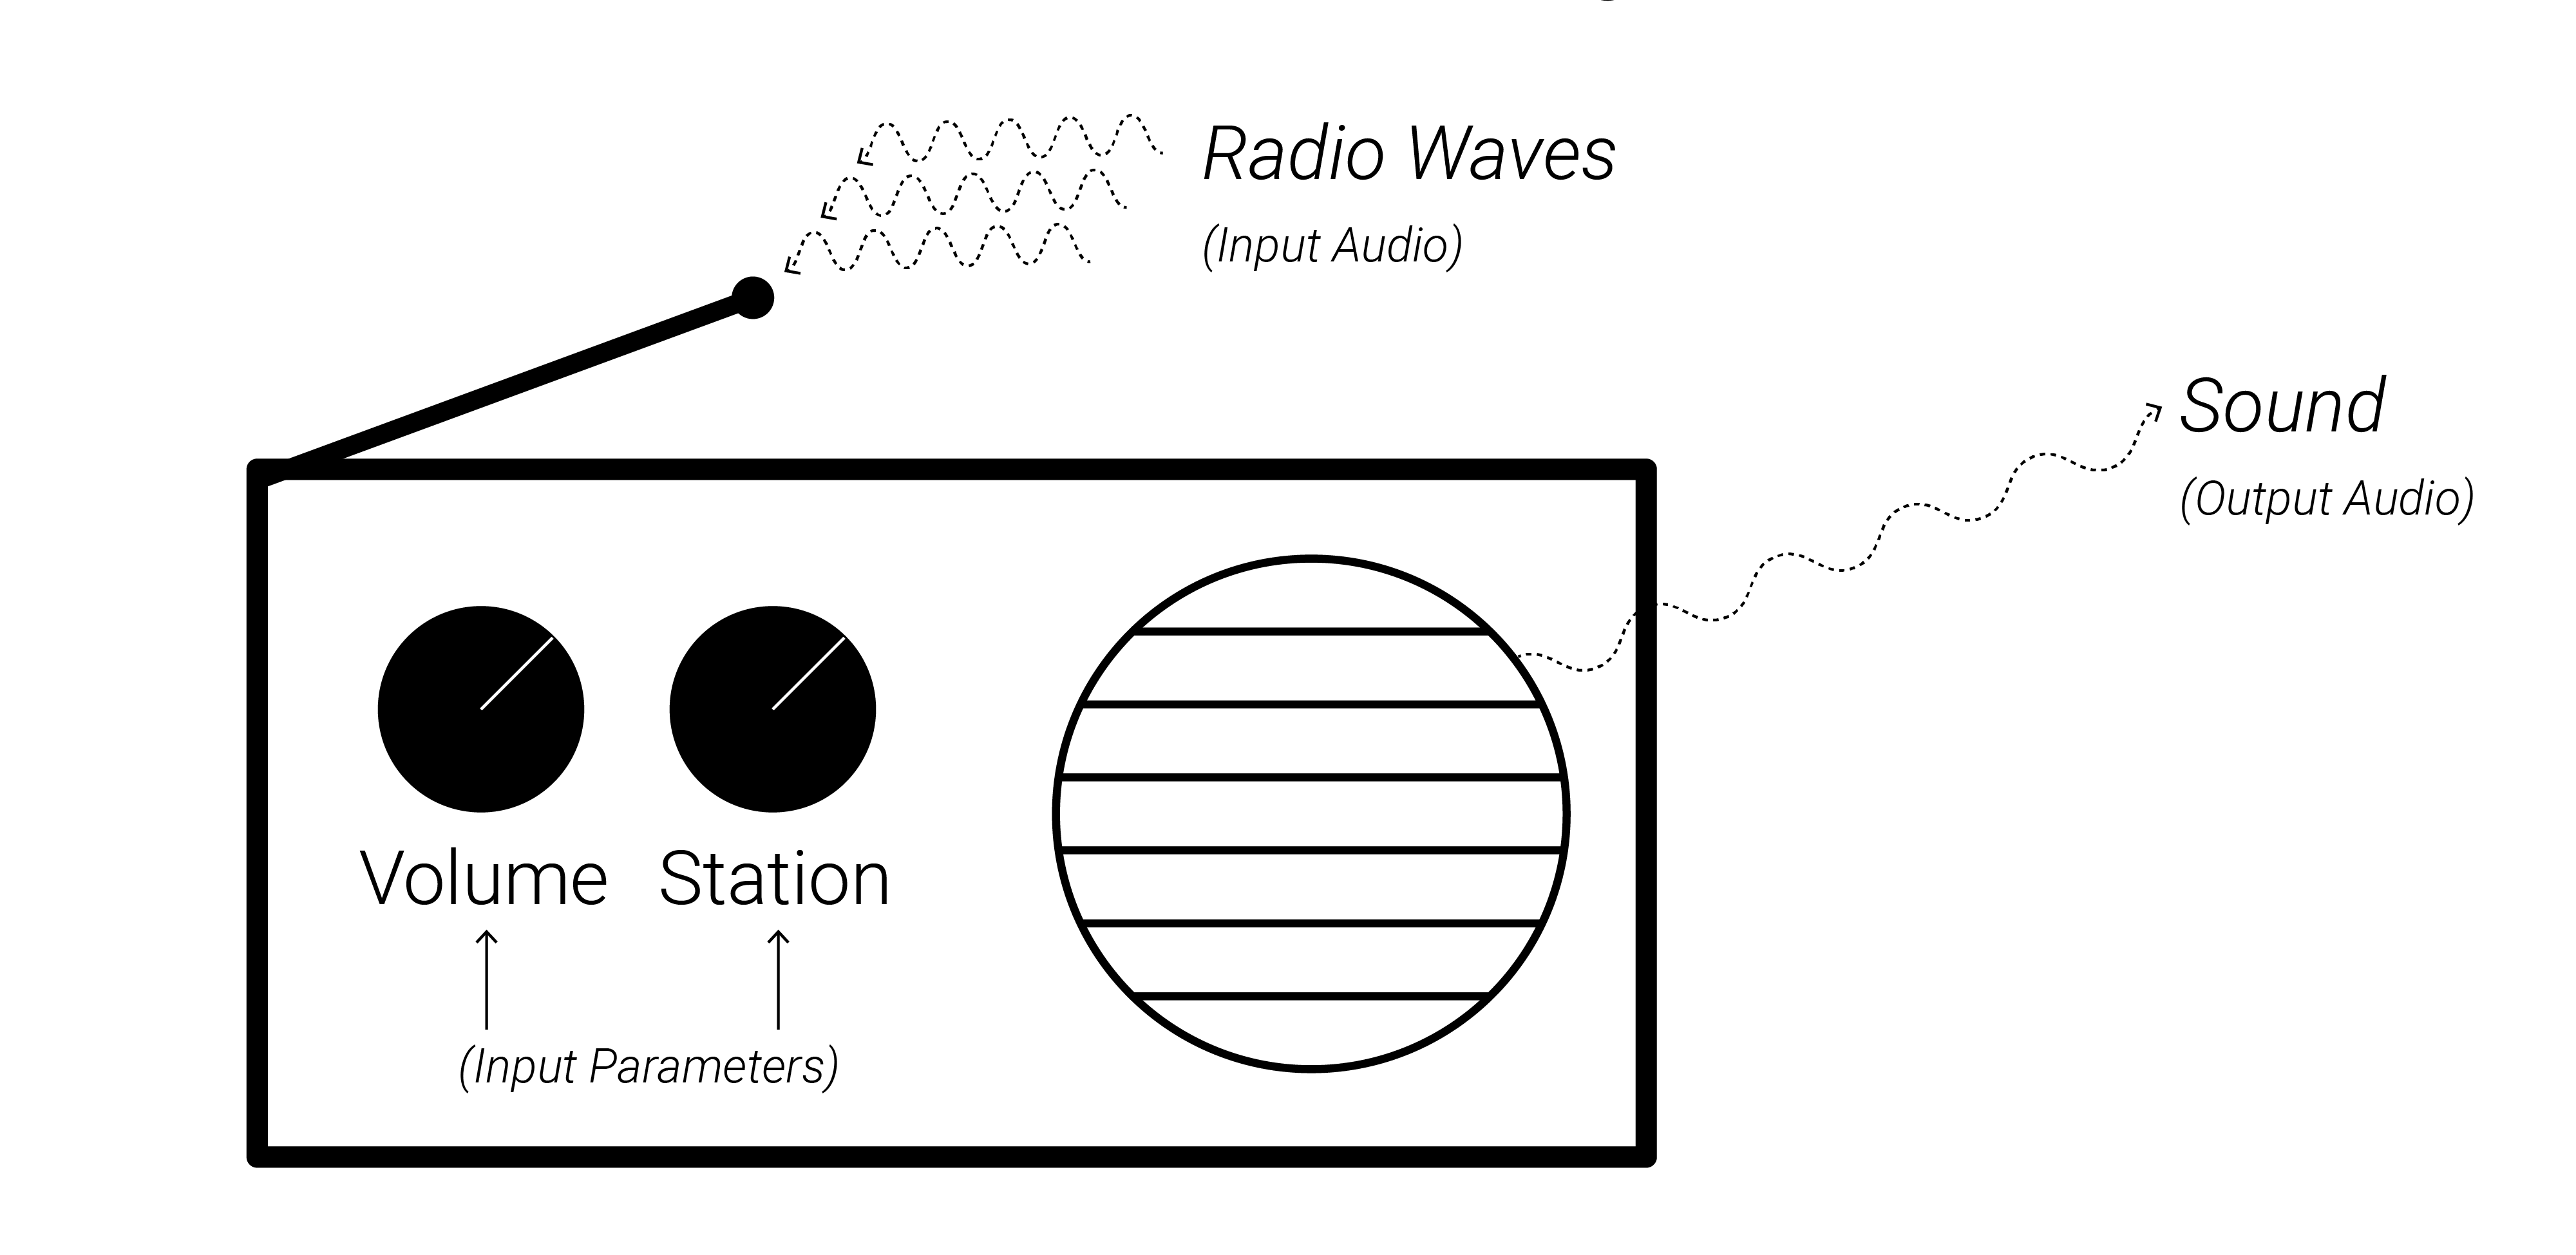 Radio Waves
(Input Audio)
Sound
(Output Audio)
Volume
Station
(Input Parameters)